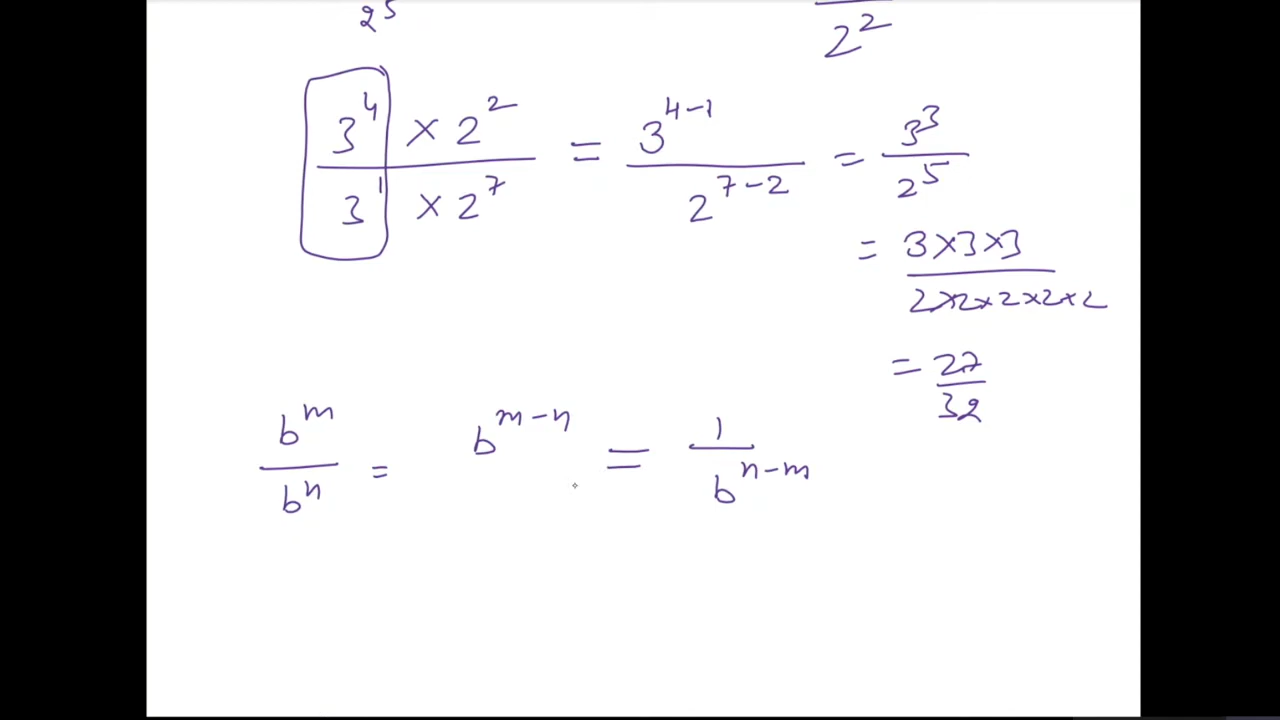 2^5
2^2
3^4 × 2^2 / 3^1 × 2^7 = 3^(4-1) / 2^(7-2) = 3^3 / 2^5
= 3×3×3 / 2×2×2×2×2
= 27 / 32
b^m / b^n = b^(m-n) = 1 / b^(n-m)